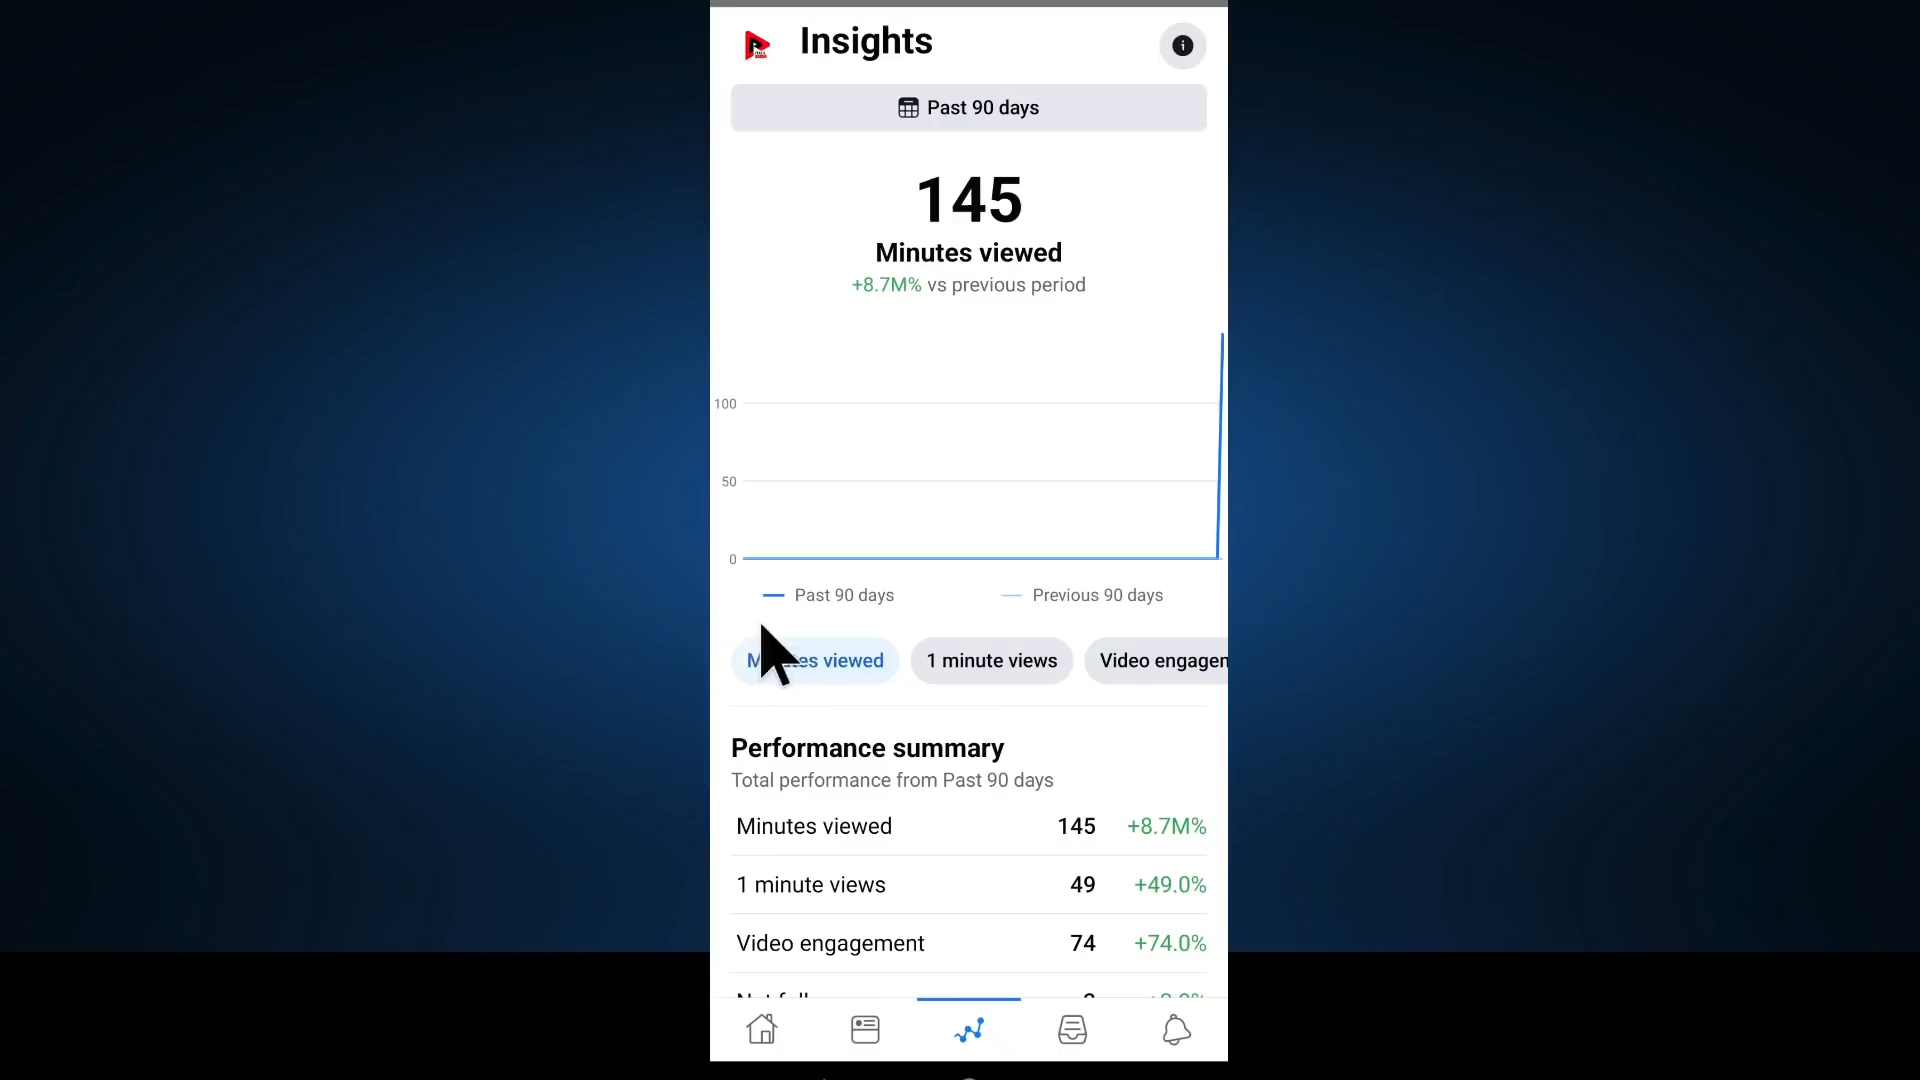 Insights
Past 90 days
145
Minutes viewed
+8.7M% vs previous period
100
50
0
Past 90 days
Previous 90 days
viewed
1 minute views
Video engagen
Performance summary
Total performance from Past 90 days
Minutes viewed 145 +8.7M%
1 minute views 49 +49.0%
Video engagement 74 +74.0%